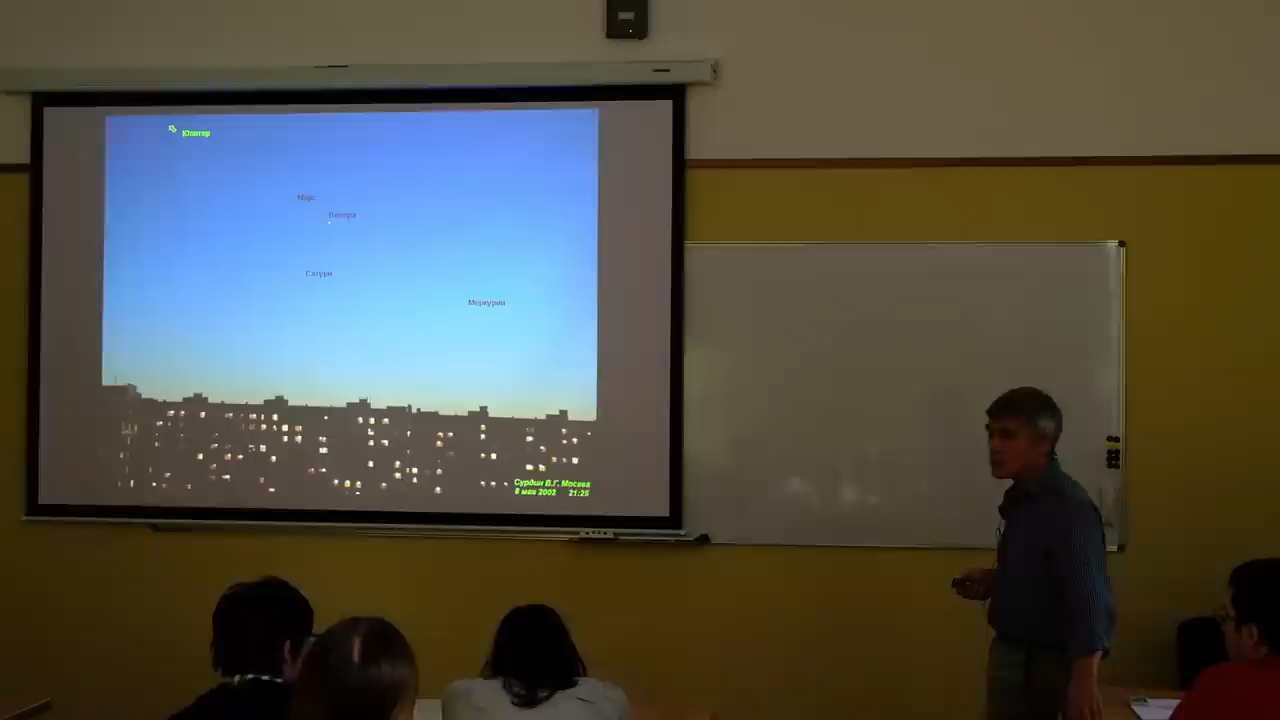 Юпитер
Марс
Венера
Сатурн
Меркурий
Сурдин В.Г. Москва
8 мая 2002 21:25